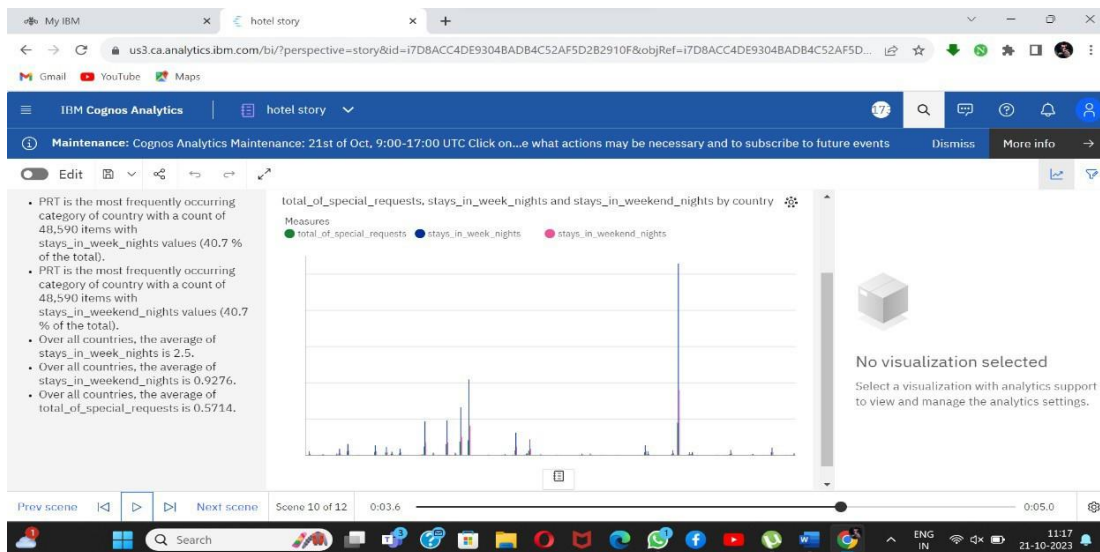 My IBM
hotel story
us3.ca.analytics.ibm.com/bi/?perspective=story&id=i7D8ACC4DE9304BADB4C52AF5D2B2910F&objRef=i7D8ACC4DE9304BADB4C52AF5D...
Gmail YouTube Maps
IBM Cognos Analytics hotel story
Maintenance: Cognos Analytics Maintenance: 21st of Oct, 9:00-17:00 UTC Click on...e what actions may be necessary and to subscribe to future events Dismiss More info
Edit
• PRT is the most frequently occurring
category of country with a count of
48,590 items with
stays_in_week_nights values (40.7 %
of the total).
• PRT is the most frequently occurring
category of country with a count of
48,590 items with
stays_in_weekend_nights values (40.7
% of the total).
• Over all countries, the average of
stays_in_week_nights is 2.5.
• Over all countries, the average of
stays_in_weekend_nights is 0.9276.
• Over all countries, the average of
total_of_special_requests is 0.5714.
total_of_special_requests, stays_in_week_nights and stays_in_weekend_nights by country
Measures
total_of_special_requests stays_in_week_nights stays_in_weekend_nights
No visualization selected
Select a visualization with analytics support
to view and manage the analytics settings.
Prev scene Next scene Scene 10 of 12 0:03.6 0:05.0
Search
ENG
IN
11:17
21-10-2023